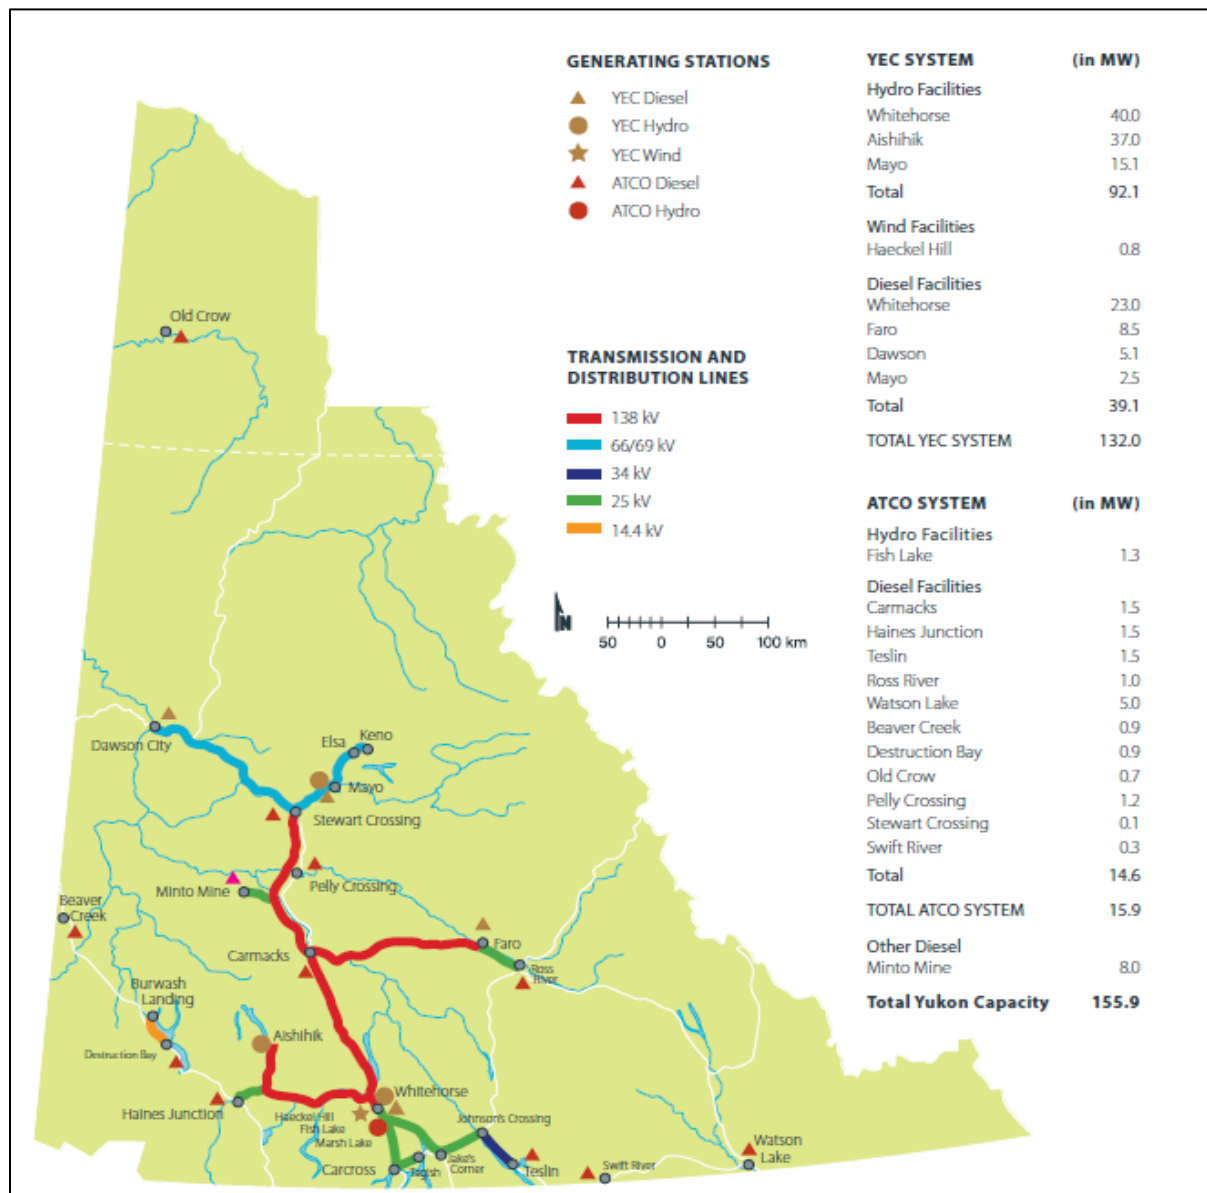 GENERATING STATIONS
YEC Diesel
YEC Hydro
YEC Wind
ATCO Diesel
ATCO Hydro
TRANSMISSION AND
DISTRIBUTION LINES
138 kV
66/69 kV
34 kV
25 kV
14.4 kV
N
50 0 50 100 km
YEC SYSTEM (in MW)
Hydro Facilities
Whitehorse 40.0
Aishihik 37.0
Mayo 15.1
Total 92.1
Wind Facilities
Haeckel Hill 0.8
Diesel Facilities
Whitehorse 23.0
Faro 8.5
Dawson 5.1
Mayo 2.5
Total 39.1
TOTAL YEC SYSTEM 132.0
ATCO SYSTEM (in MW)
Hydro Facilities
Fish Lake 1.3
Diesel Facilities
Carmacks 1.5
Haines Junction 1.5
Teslin 1.5
Ross River 1.0
Watson Lake 5.0
Beaver Creek 0.9
Destruction Bay 0.9
Old Crow 0.7
Pelly Crossing 1.2
Stewart Crossing 0.1
Swift River 0.3
Total 14.6
TOTAL ATCO SYSTEM 15.9
Other Diesel
Minto Mine 8.0
Total Yukon Capacity 155.9
Old Crow
Dawson City
Elsa
Keno
Mayo
Stewart Crossing
Minto Mine
Pelly Crossing
Beaver
Creek
Carmacks
Faro
Ross
River
Burwash
Landing
Aishihik
Destruction Bay
Haines Junction
Whitehorse
Haeckel Hill
Fish Lake
Marsh Lake
Johnson's Crossing
Carcross
Tagish
Jake's
Corner
Teslin
Swift River
Watson
Lake